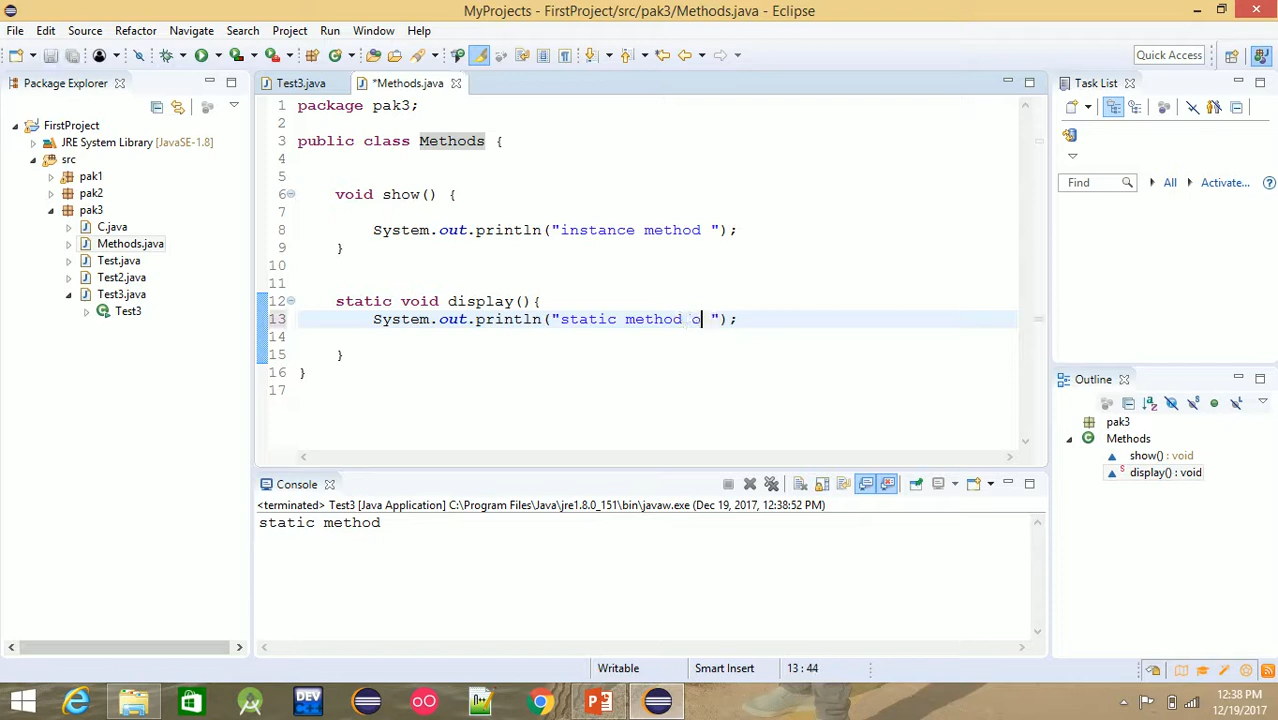 MyProjects - FirstProject/src/pak3/Methods.java - Eclipse
File Edit Source Refactor Navigate Search Project Run Window Help
Quick Access
Package Explorer
FirstProject
JRE System Library [JavaSE-1.8]
src
pak1
pak2
pak3
C.java
Methods.java
Test.java
Test2.java
Test3.java
Test3
Test3.java *Methods.java
1 package pak3;
2
3 public class Methods {
4
5
6 void show() {
7
8 System.out.println("instance method ");
9 }
10
11
12 static void display(){
13 System.out.println("static method o ");
14
15 }
16 }
17
Task List
Find All Activate...
Outline
pak3
Methods
show() : void
display() : void
Console
<terminated> Test3 [Java Application] C:\Program Files\Java\jre1.8.0_151\bin\javaw.exe (Dec 19, 2017, 12:38:52 PM)
static method
Writable Smart Insert 13 : 44
DEV
12:38 PM
12/19/2017